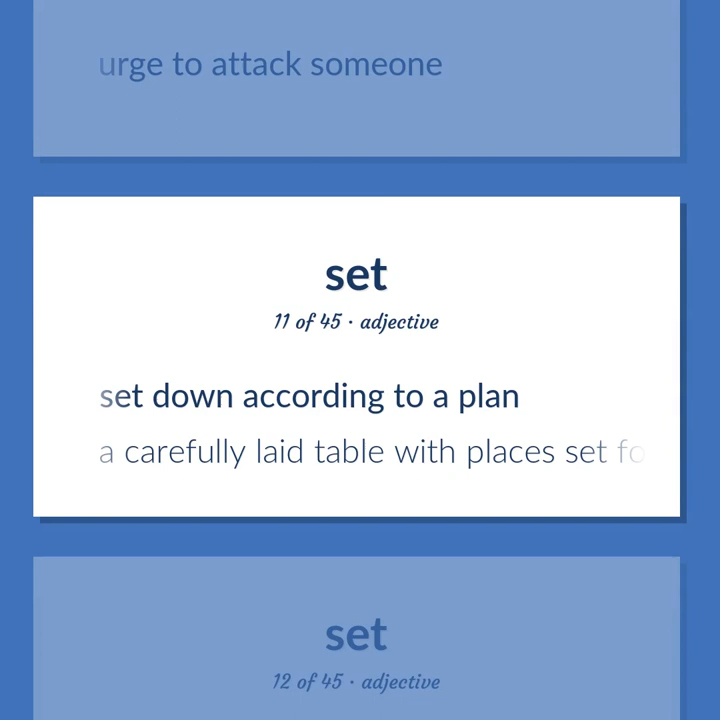 urge to attack someone
set
11 of 45 · adjective
set down according to a plan
a carefully laid table with places set fo
set
12 of 45 · adjective